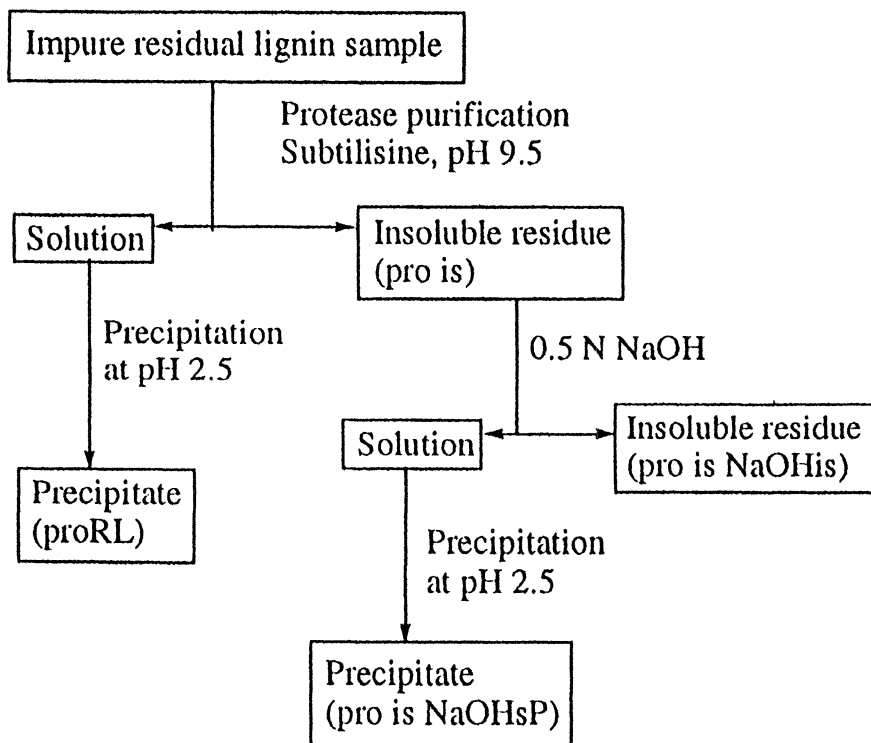 Impure residual lignin sample
Protease purification
Subtilisine, pH 9.5
Solution
Insoluble residue
(pro is)
Precipitation
at pH 2.5
0.5 N NaOH
Solution
Insoluble residue
(pro is NaOHis)
Precipitate
(proRL)
Precipitation
at pH 2.5
Precipitate
(pro is NaOHsP)